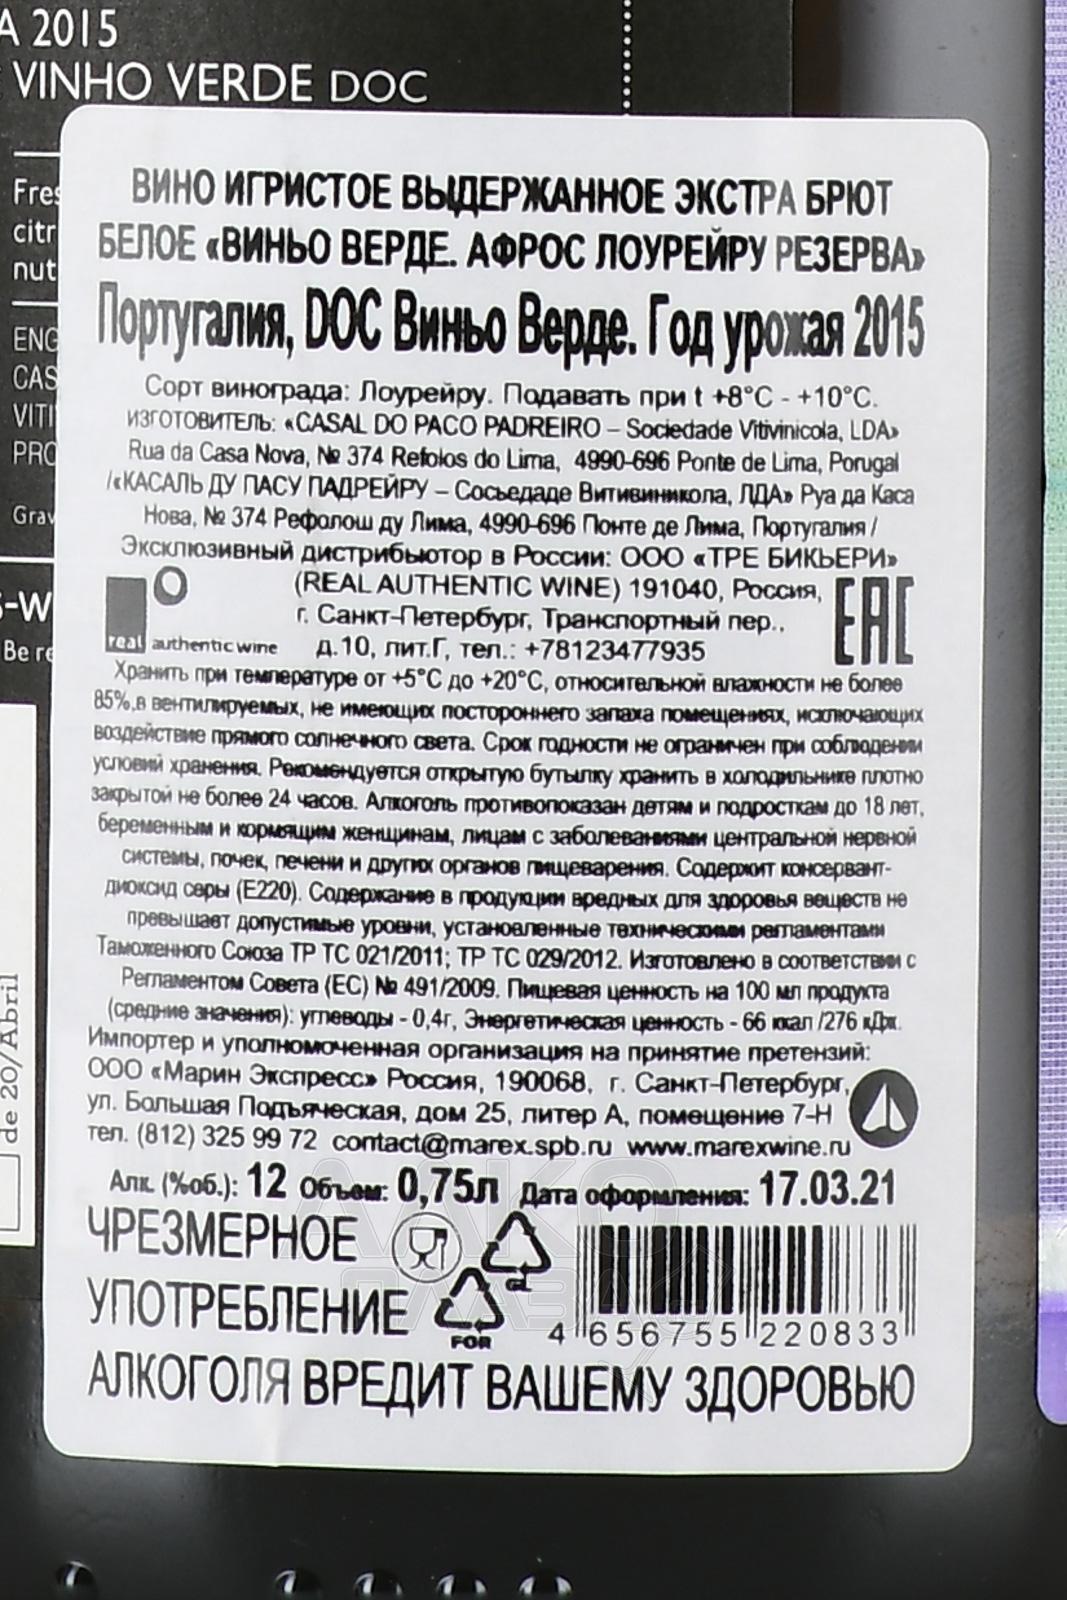 A 2015
VINHO VERDE DOC
ВИНО ИГРИСТОЕ ВЫДЕРЖАННОЕ ЭКСТРА БРЮТ
БЕЛОЕ «ВИНЬО ВЕРДЕ. АФРОС ЛОУРЕЙРУ РЕЗЕРВА»
Португалия, DOC Виньо Верде. Год урожая 2015
Сорт винограда: Лоурейру. Подавать при t +8°C - +10°C.
ИЗГОТОВИТЕЛЬ: «CASAL DO PACO PADREIRO – Sociedade Vitivinicola, LDA»
Rua da Casa Nova, № 374 Refoios do Lima, 4990-696 Ponte de Lima, Porugal
/«КАСАЛЬ ДУ ПАСУ ПАДРЕЙРУ – Сосьедаде Витивиникола, ЛДА» Руа да Каса
Нова, № 374 Рефолош ду Лима, 4990-696 Понте де Лима, Португалия /
Эксклюзивный дистрибьютор в России: ООО «ТРЕ БИКЬЕРИ»
(REAL AUTHENTIC WINE) 191040, Россия,
г. Санкт-Петербург, Транспортный пер.,
д.10, лит.Г, тел.: +78123477935
real authentic wine
EAC
Хранить при температуре от +5°C до +20°C, относительной влажности не более
85%,в вентилируемых, не имеющих постороннего запаха помещениях, исключающих
воздействие прямого солнечного света. Срок годности не ограничен при соблюдении
условий хранения. Рекомендуется открытую бутылку хранить в холодильнике плотно
закрытой не более 24 часов. Алкоголь противопоказан детям и подросткам до 18 лет,
беременным и кормящим женщинам, лицам с заболеваниями центральной нервной
системы, почек, печени и других органов пищеварения. Содержит консервант-
диоксид серы (E220). Содержание в продукции вредных для здоровья веществ не
превышает допустимые уровни, установленные техническими регламентами
Таможенного Союза ТР ТС 021/2011; ТР ТС 029/2012. Изготовлено в соответствии с
Регламентом Совета (ЕС) № 491/2009. Пищевая ценность на 100 мл продукта
(средние значения): углеводы - 0,4г, Энергетическая ценность - 66 ккал /276 кДж.
Импортер и уполномоченная организация на принятие претензий:
ООО «Марин Экспресс» Россия, 190068, г. Санкт-Петербург,
ул. Большая Подъяческая, дом 25, литер А, помещение 7-Н
тел. (812) 325 99 72 contact@marex.spb.ru www.marexwine.ru
Алк. (%об.): 12 Объем: 0,75л Дата оформления: 17.03.21
ЧРЕЗМЕРНОЕ
УПОТРЕБЛЕНИЕ
АЛКОГОЛЯ ВРЕДИТ ВАШЕМУ ЗДОРОВЬЮ
GL
FOR
4 656755 220833
Fres
citr
nut
ENG
CAS
VITI
PRO
Grav
S-W
Be re
de 20/Abril
АЛКО
ПЛАЗА